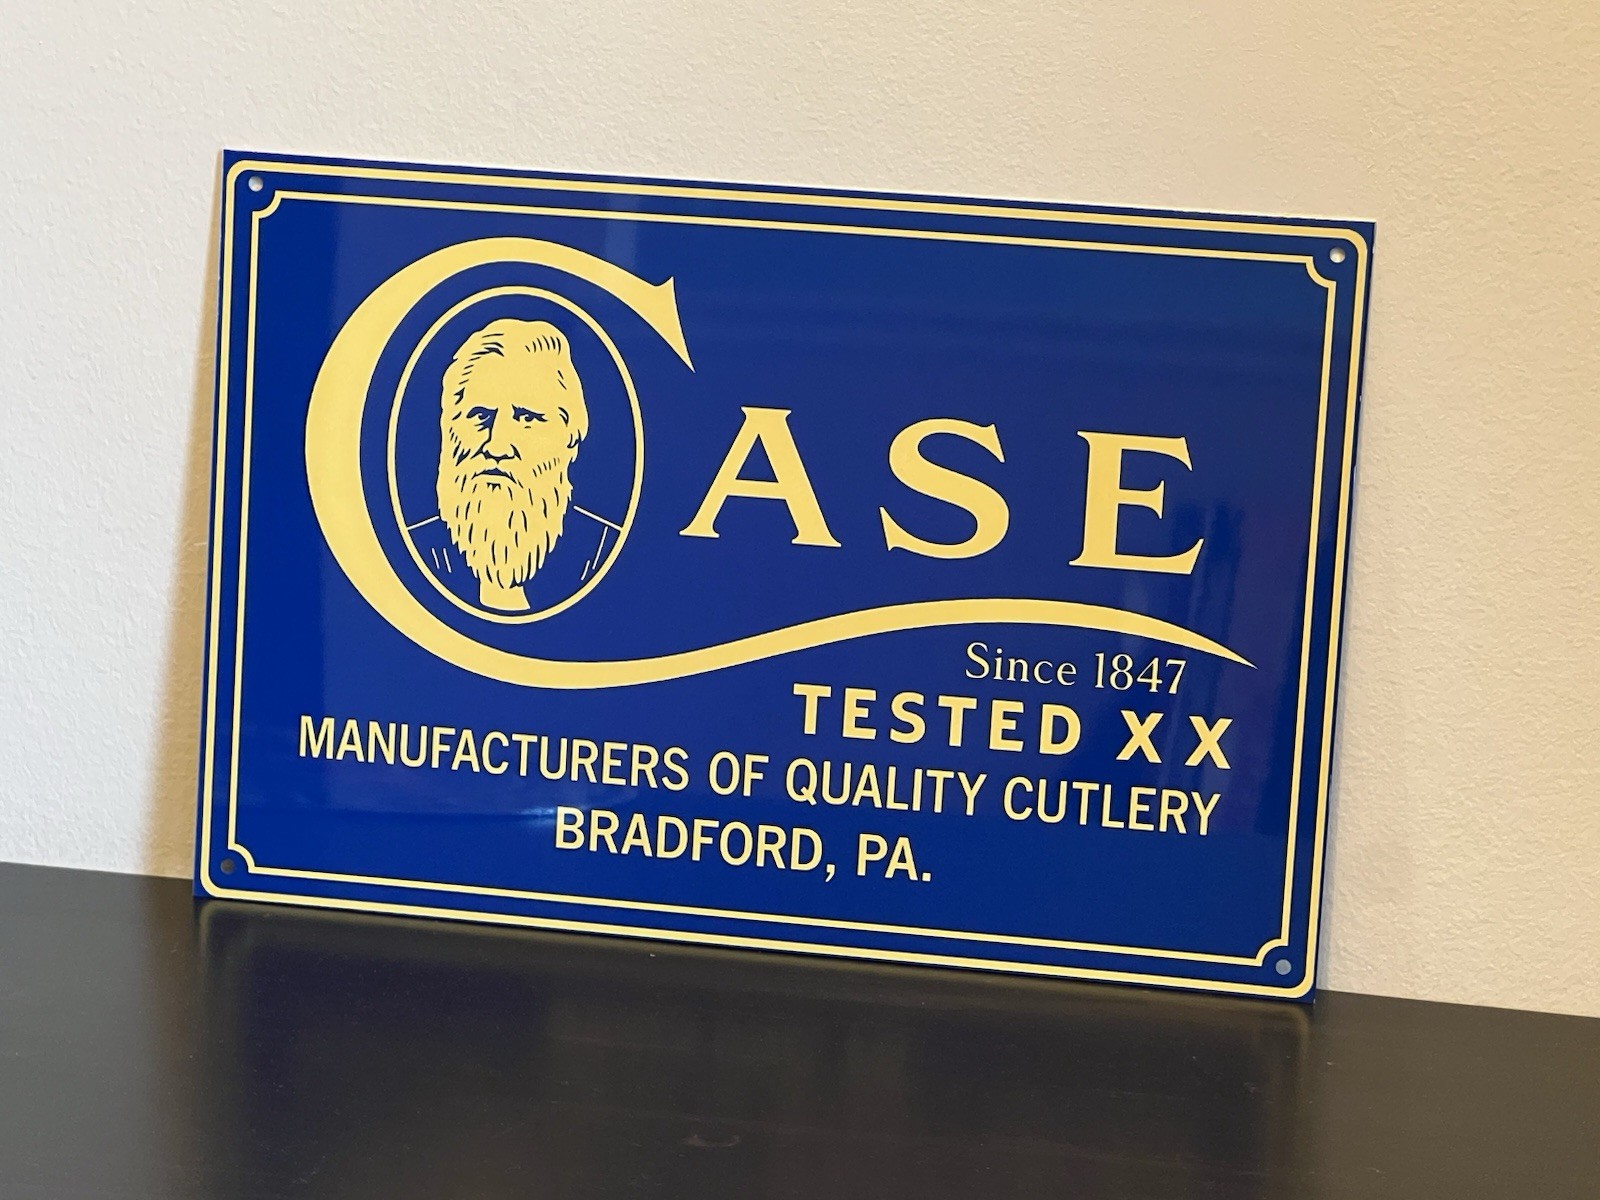 CASE
Since 1847
TESTED XX
MANUFACTURERS OF QUALITY CUTLERY
BRADFORD, PA.